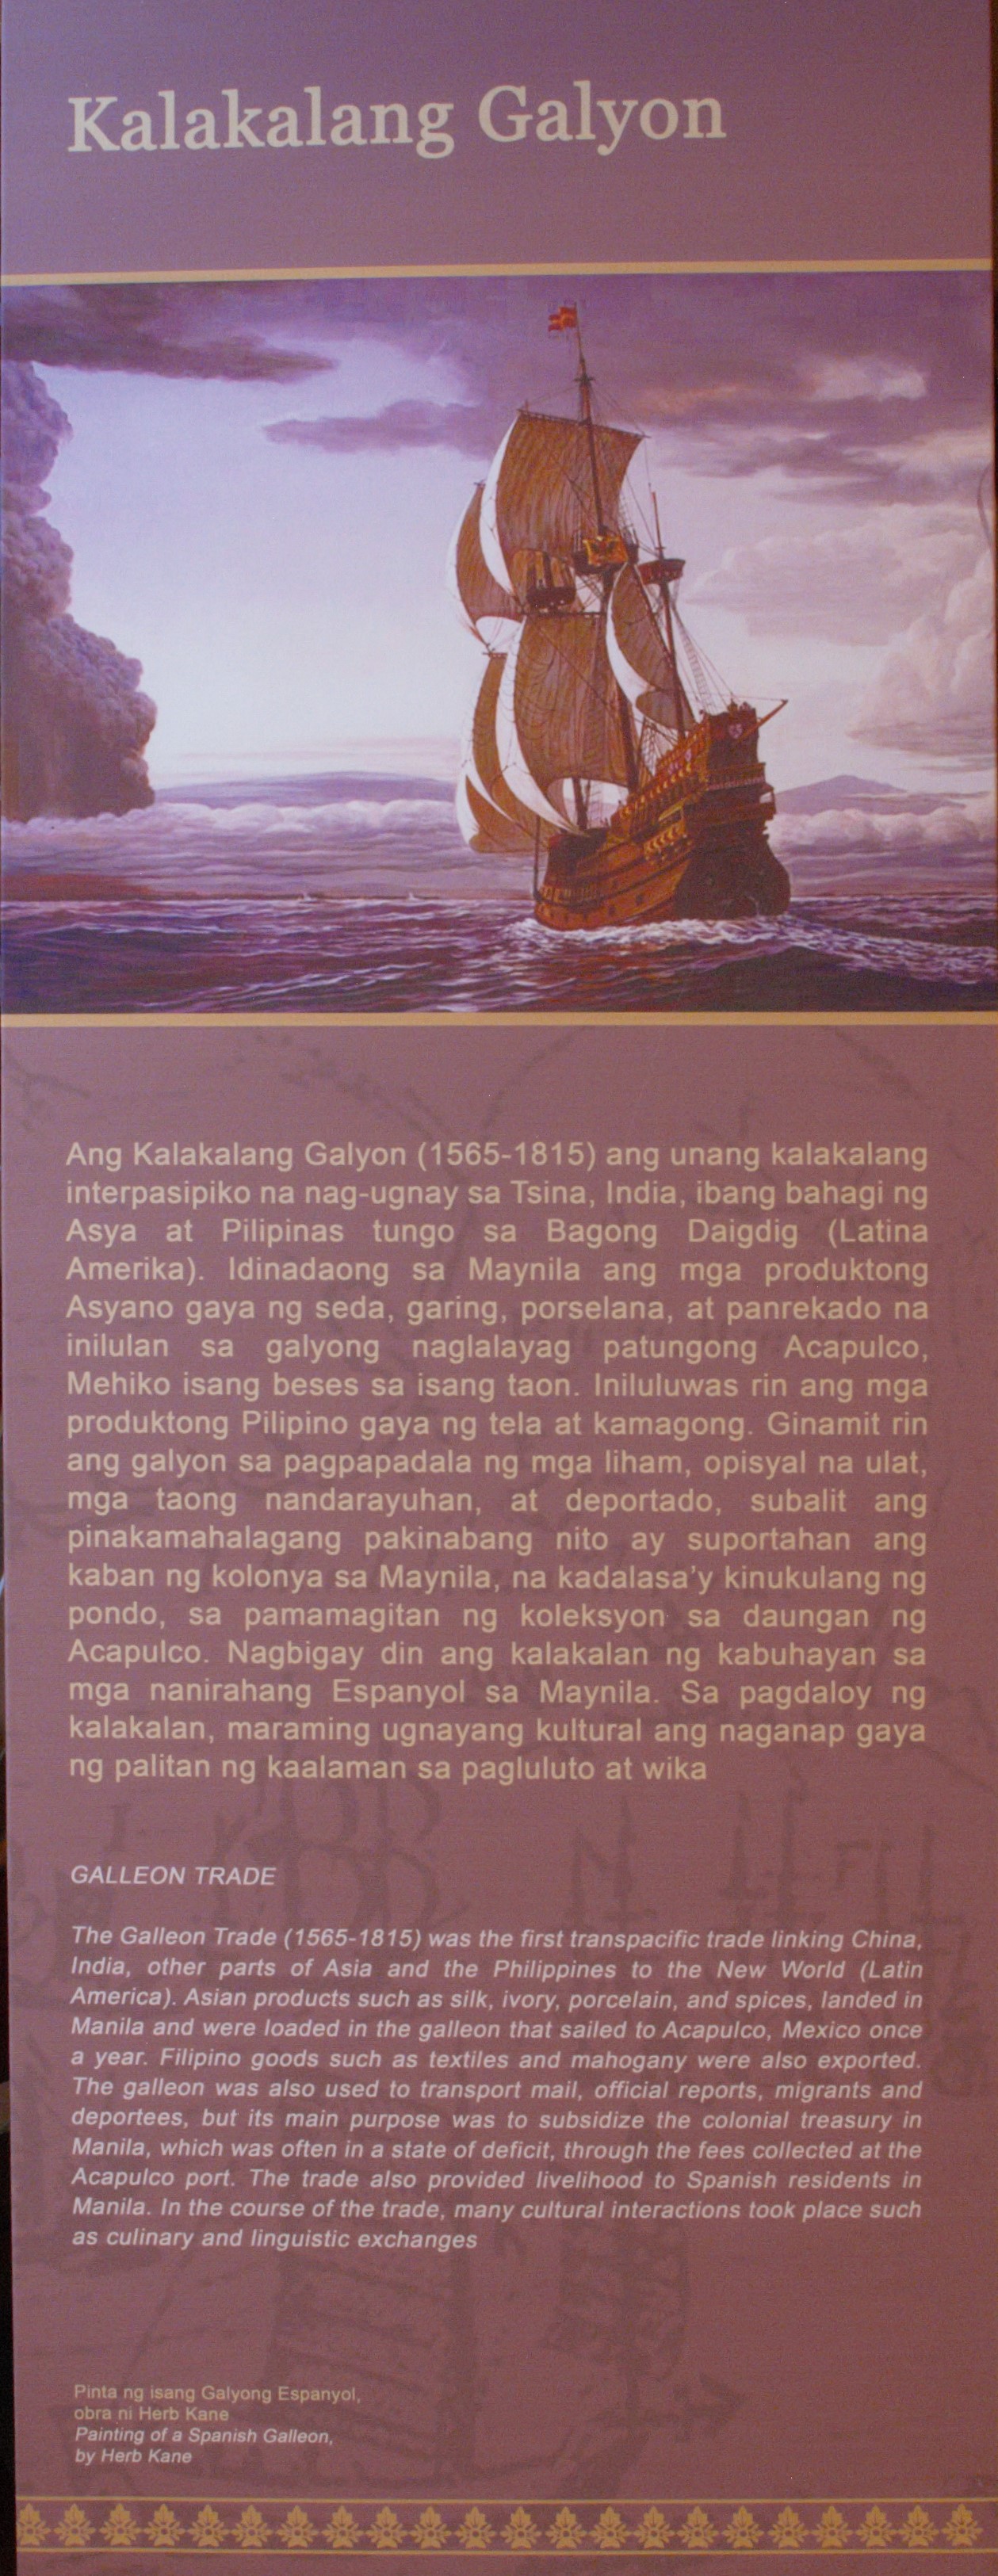 Kalakalang Galyon
Ang Kalakalang Galyon (1565-1815) ang unang kalakalang
interpasipiko na nag-ugnay sa Tsina, India, ibang bahagi ng
Asya at Pilipinas tungo sa Bagong Daigdig (Latina
Amerika). Idinadaong sa Maynila ang mga produktong
Asyano gaya ng seda, garing, porselana, at panrekado na
inilulan sa galyong naglalayag patungong Acapulco,
Mehiko isang beses sa isang taon. Iniluluwas rin ang mga
produktong Pilipino gaya ng tela at kamagong. Ginamit rin
ang galyon sa pagpapadala ng mga liham, opisyal na ulat,
mga taong nandarayuhan, at deportado, subalit ang
pinakamahalagang pakinabang nito ay suportahan ang
kaban ng kolonya sa Maynila, na kadalasa'y kinukulang ng
pondo, sa pamamagitan ng koleksyon sa daungan ng
Acapulco. Nagbigay din ang kalakalan ng kabuhayan sa
mga nanirahang Espanyol sa Maynila. Sa pagdaloy ng
kalakalan, maraming ugnayang kultural ang naganap gaya
ng palitan ng kaalaman sa pagluluto at wika
GALLEON TRADE
The Galleon Trade (1565-1815) was the first transpacific trade linking China,
India, other parts of Asia and the Philippines to the New World (Latin
America). Asian products such as silk, ivory, porcelain, and spices, landed in
Manila and were loaded in the galleon that sailed to Acapulco, Mexico once
a year. Filipino goods such as textiles and mahogany were also exported.
The galleon was also used to transport mail, official reports, migrants and
deportees, but its main purpose was to subsidize the colonial treasury in
Manila, which was often in a state of deficit, through the fees collected at the
Acapulco port. The trade also provided livelihood to Spanish residents in
Manila. In the course of the trade, many cultural interactions took place such
as culinary and linguistic exchanges
Pinta ng isang Galyong Espanyol,
obra ni Herb Kane
Painting of a Spanish Galleon,
by Herb Kane